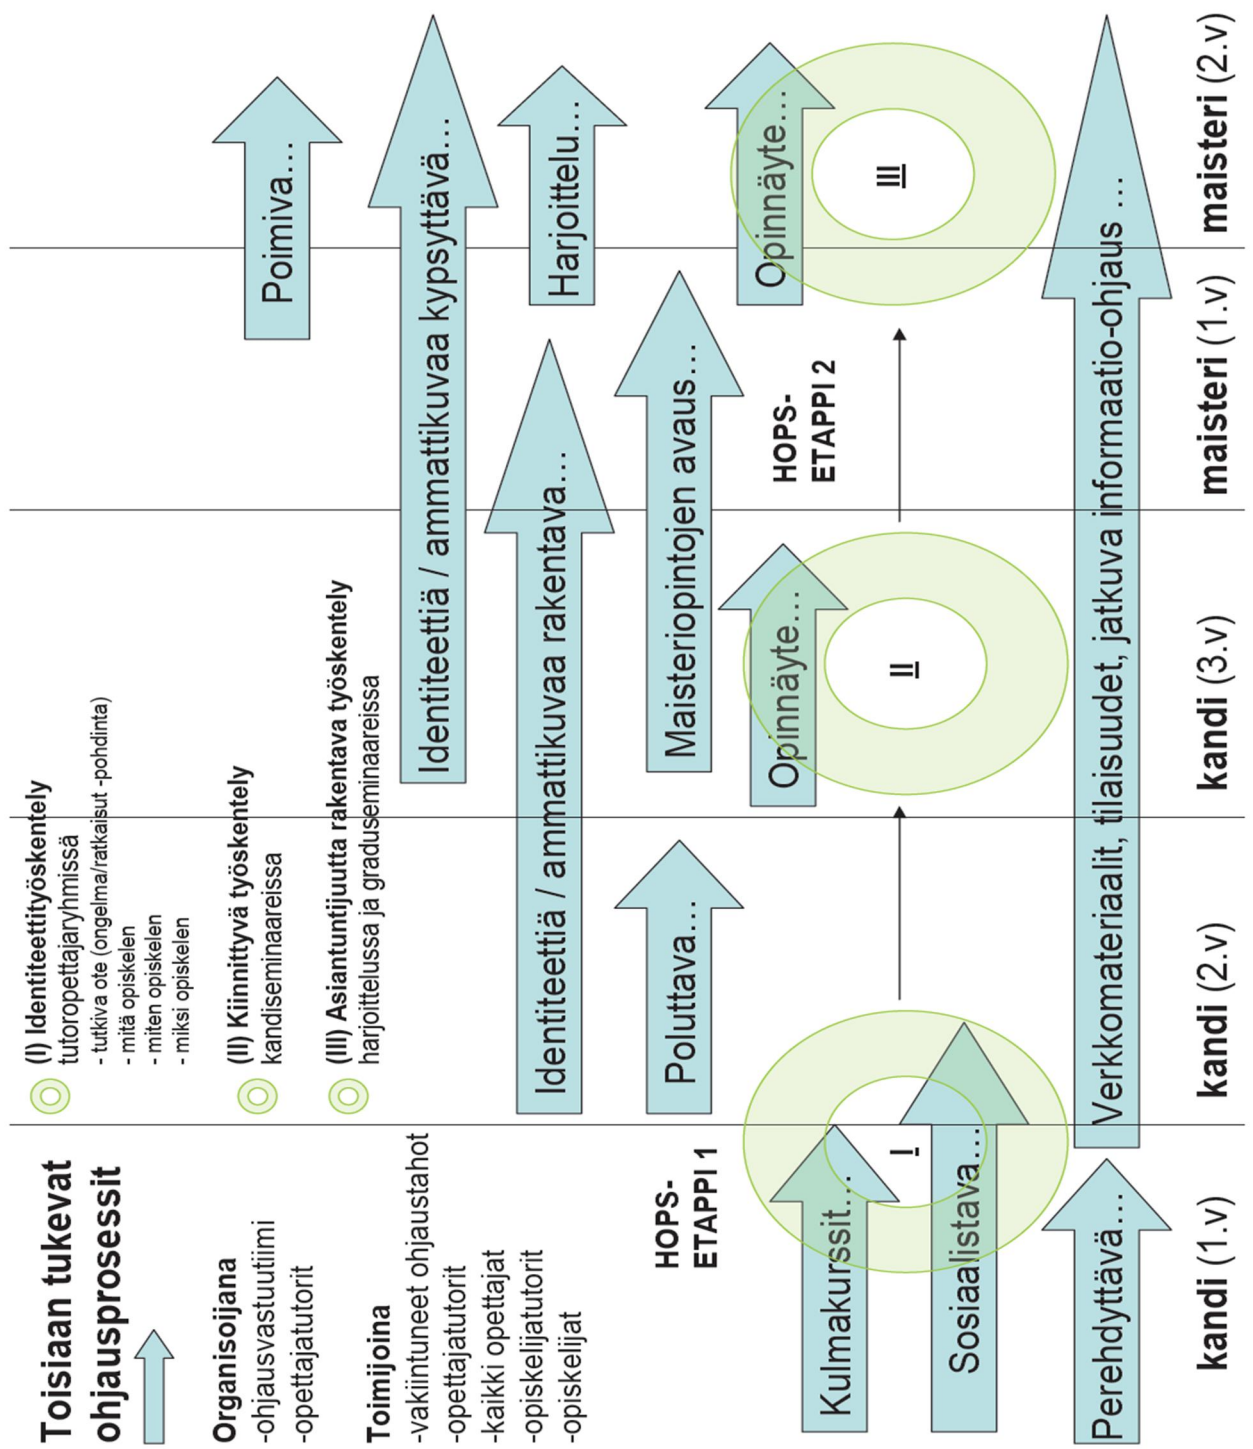 Toisiaan tukevat
ohjausprosessit
Organisoijana
-ohjausvastuutiimi
-opettajatutorit
Toimijoina
-vakiintuneet ohjaustahot
-opettajatutorit
-kaikki opettajat
-opiskelijatutorit
-opiskelijat
(I) Identiteettityöskentely
tutoropettajaryhmissä
- tutkiva ote (ongelma/ratkaisut -pohdinta)
- mitä opiskelen
- miten opiskelen
- miksi opiskelen
(II) Kiinnittyvä työskentely
kandiseminaareissa
(III) Asiantuntijuutta rakentava työskentely
harjoittelussa ja graduseminaareissa
Poimiva...
Identiteettiä / ammattikuvaa kypsyttävä...
Identiteettiä / ammattikuvaa rakentava...
Harjoittelu...
Poluttava...
Maisteriopintojen avaus...
HOPS-
ETAPPI 1
HOPS-
ETAPPI 2
Kulmakurssit...
Opinnäyte...
Opinnäyte...
I
II
III
Sosiaalistava...
Perehdyttävä...
Verkkomateriaalit, tilaisuudet, jatkuva informaatio-ohjaus ...
kandi (1.v)
kandi (2.v)
kandi (3.v)
maisteri (1.v)
maisteri (2.v)